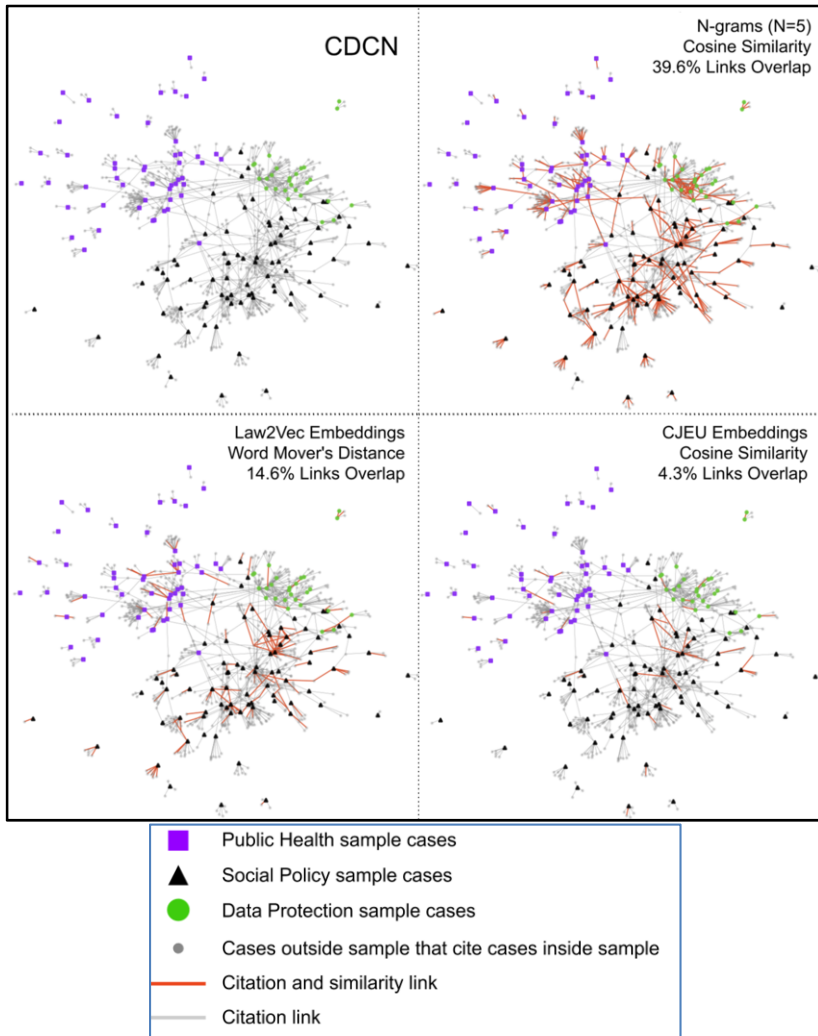 CDCN
N-grams (N=5)
Cosine Similarity
39.6% Links Overlap
Law2Vec Embeddings
Word Mover's Distance
14.6% Links Overlap
CJEU Embeddings
Cosine Similarity
4.3% Links Overlap
Public Health sample cases
Social Policy sample cases
Data Protection sample cases
Cases outside sample that cite cases inside sample
Citation and similarity link
Citation link